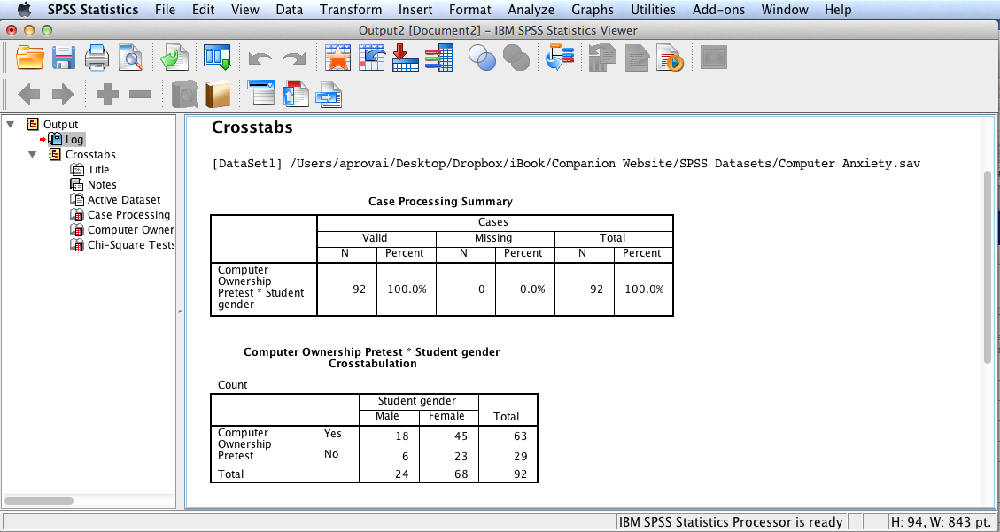 SPSS Statistics File Edit View Data Transform Insert Format Analyze Graphs Utilities Add-ons Window Help
Output2 [Document2] – IBM SPSS Statistics Viewer
Output
Log
Crosstabs
Title
Notes
Active Dataset
Case Processing
Computer Owner
Chi-Square Tests
Crosstabs
[DataSet1] /Users/aprovai/Desktop/Dropbox/iBook/Companion Website/SPSS Datasets/Computer Anxiety.sav
Case Processing Summary
Cases
Valid Missing Total
N Percent N Percent N Percent
Computer
Ownership
Pretest * Student
gender
92 100.0% 0 0.0% 92 100.0%
Computer Ownership Pretest * Student gender
Crosstabulation
Count
Student gender
Male Female Total
Computer
Ownership
Pretest
Yes 18 45 63
No 6 23 29
Total 24 68 92
IBM SPSS Statistics Processor is ready
H: 94, W: 843 pt.